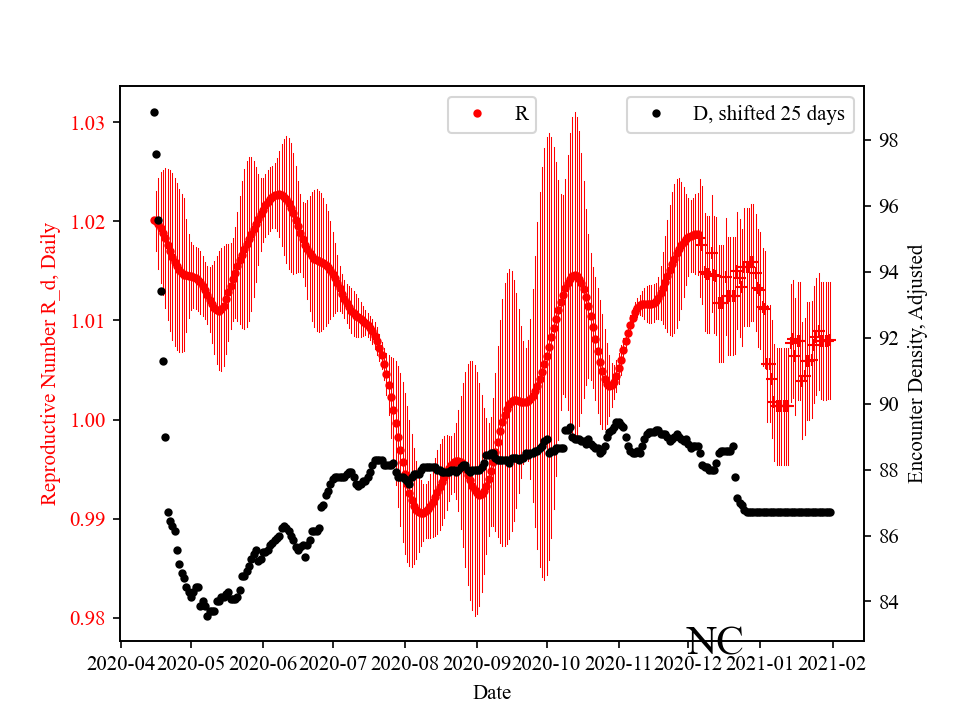 R
D, shifted 25 days
Reproductive Number R_d, Daily
1.03
1.02
1.01
1.00
0.99
0.98
98
96
94
92
90
88
86
84
Encounter Density, Adjusted
NC
2020-04 2020-05 2020-06 2020-07 2020-08 2020-09 2020-10 2020-11 2020-12 2021-01 2021-02
Date